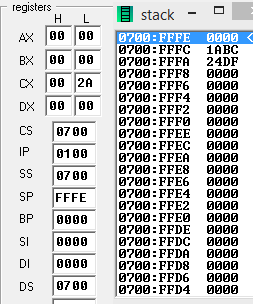 registers
H L
AX 00 00
BX 00 00
CX 00 2A
DX 00 00
CS 0700
IP 0100
SS 0700
SP FFFE
BP 0000
SI 0000
DI 0000
DS 0700
stack
0700:FFFE 0000 <
0700:FFFC 1ABC
0700:FFFA 24DF
0700:FFF8 0000
0700:FFF6 0000
0700:FFF4 0000
0700:FFF2 0000
0700:FFF0 0000
0700:FFEE 0000
0700:FFEC 0000
0700:FFEA 0000
0700:FFE8 0000
0700:FFE6 0000
0700:FFE4 0000
0700:FFE2 0000
0700:FFE0 0000
0700:FFDE 0000
0700:FFDC 0000
0700:FFDA 0000
0700:FFD8 0000
0700:FFD6 0000
0700:FFD4 0000